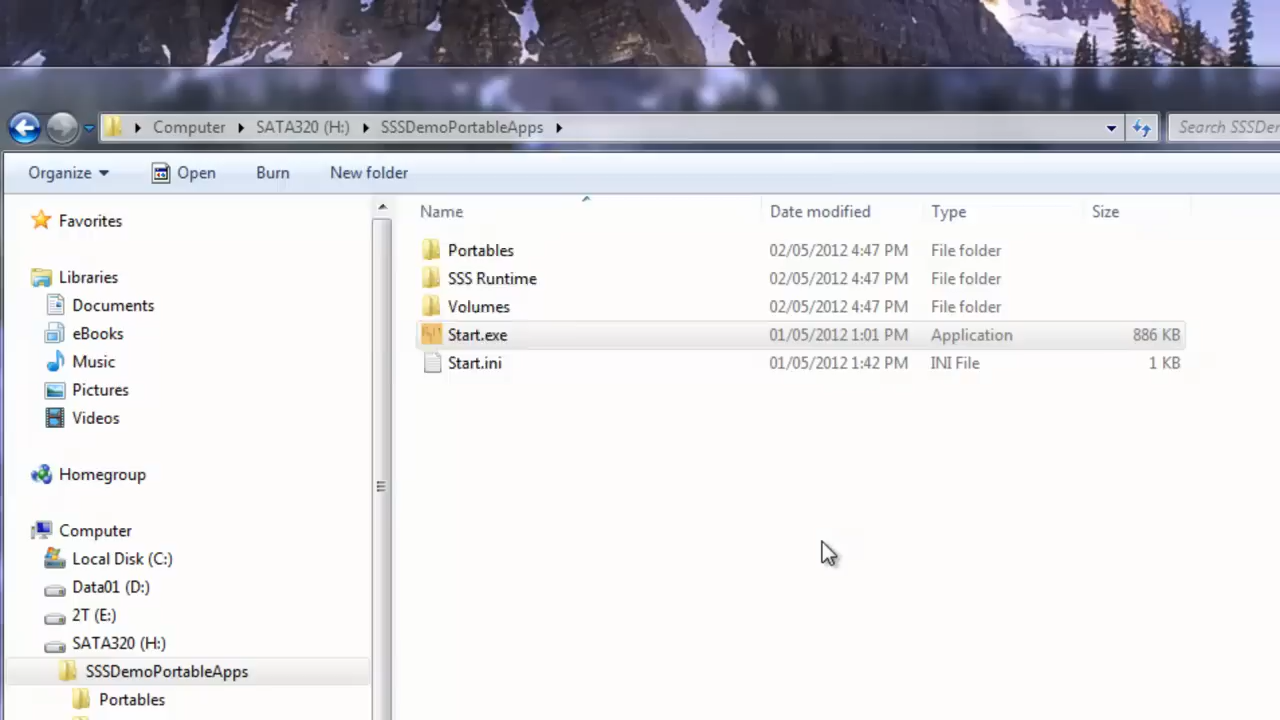 Computer SATA320 (H:) SSSDemoPortableApps Search SSSDer
Organize Open Burn New folder
Favorites
Libraries
Documents
eBooks
Music
Pictures
Videos
Homegroup
Computer
Local Disk (C:)
Data01 (D:)
2T (E:)
SATA320 (H:)
SSSDemoPortableApps
Portables
Name Date modified Type Size
Portables 02/05/2012 4:47 PM File folder
SSS Runtime 02/05/2012 4:47 PM File folder
Volumes 02/05/2012 4:47 PM File folder
Start.exe 01/05/2012 1:01 PM Application 886 KB
Start.ini 01/05/2012 1:42 PM INI File 1 KB